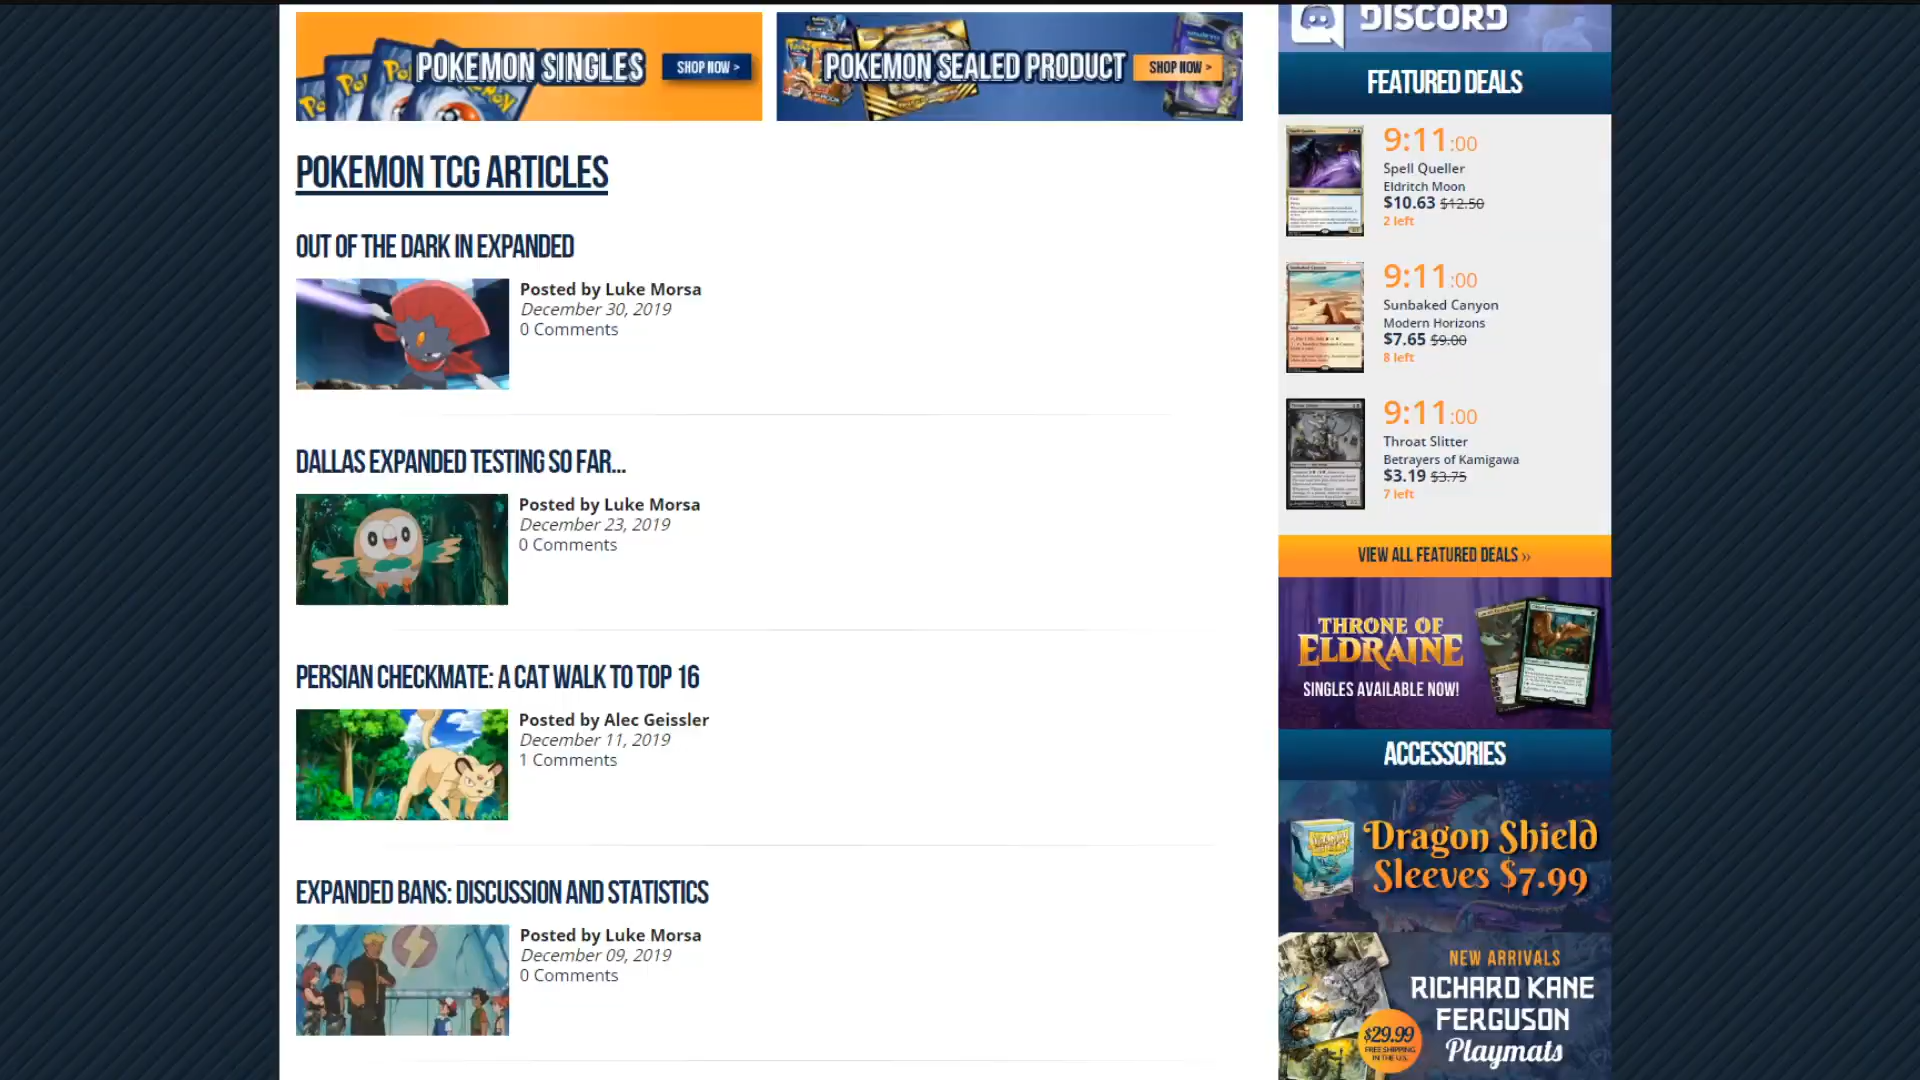 POKEMON SINGLES
SHOP NOW >
POKEMON SEALED PRODUCT
SHOP NOW >
POKEMON TCG ARTICLES
OUT OF THE DARK IN EXPANDED
Posted by Luke Morsa
December 30, 2019
0 Comments
DALLAS EXPANDED TESTING SO FAR...
Posted by Luke Morsa
December 23, 2019
0 Comments
PERSIAN CHECKMATE: A CAT WALK TO TOP 16
Posted by Alec Geissler
December 11, 2019
1 Comments
EXPANDED BANS: DISCUSSION AND STATISTICS
Posted by Luke Morsa
December 09, 2019
0 Comments
DISCORD
FEATURED DEALS
9:11:00
Spell Queller
Eldritch Moon
$10.63 $12.50
2 left
9:11:00
Sunbaked Canyon
Modern Horizons
$7.65 $9.00
8 left
9:11:00
Throat Slitter
Betrayers of Kamigawa
$3.19 $3.75
7 left
VIEW ALL FEATURED DEALS »
THRONE OF
ELDRAINE
SINGLES AVAILABLE NOW!
ACCESSORIES
Dragon Shield
Sleeves $7.99
NEW ARRIVALS
RICHARD KANE
FERGUSON
Playmats
$29.99
FREE SHIPPING
IN THE U.S.